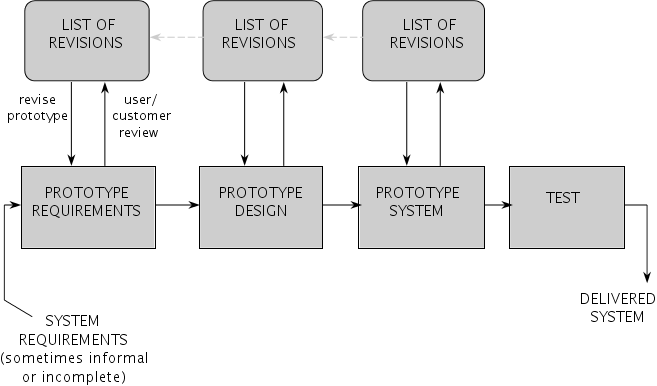 LIST OF
REVISIONS
LIST OF
REVISIONS
LIST OF
REVISIONS
revise
prototype
user/
customer
review
PROTOTYPE
REQUIREMENTS
PROTOTYPE
DESIGN
PROTOTYPE
SYSTEM
TEST
SYSTEM
REQUIREMENTS
(sometimes informal
or incomplete)
DELIVERED
SYSTEM